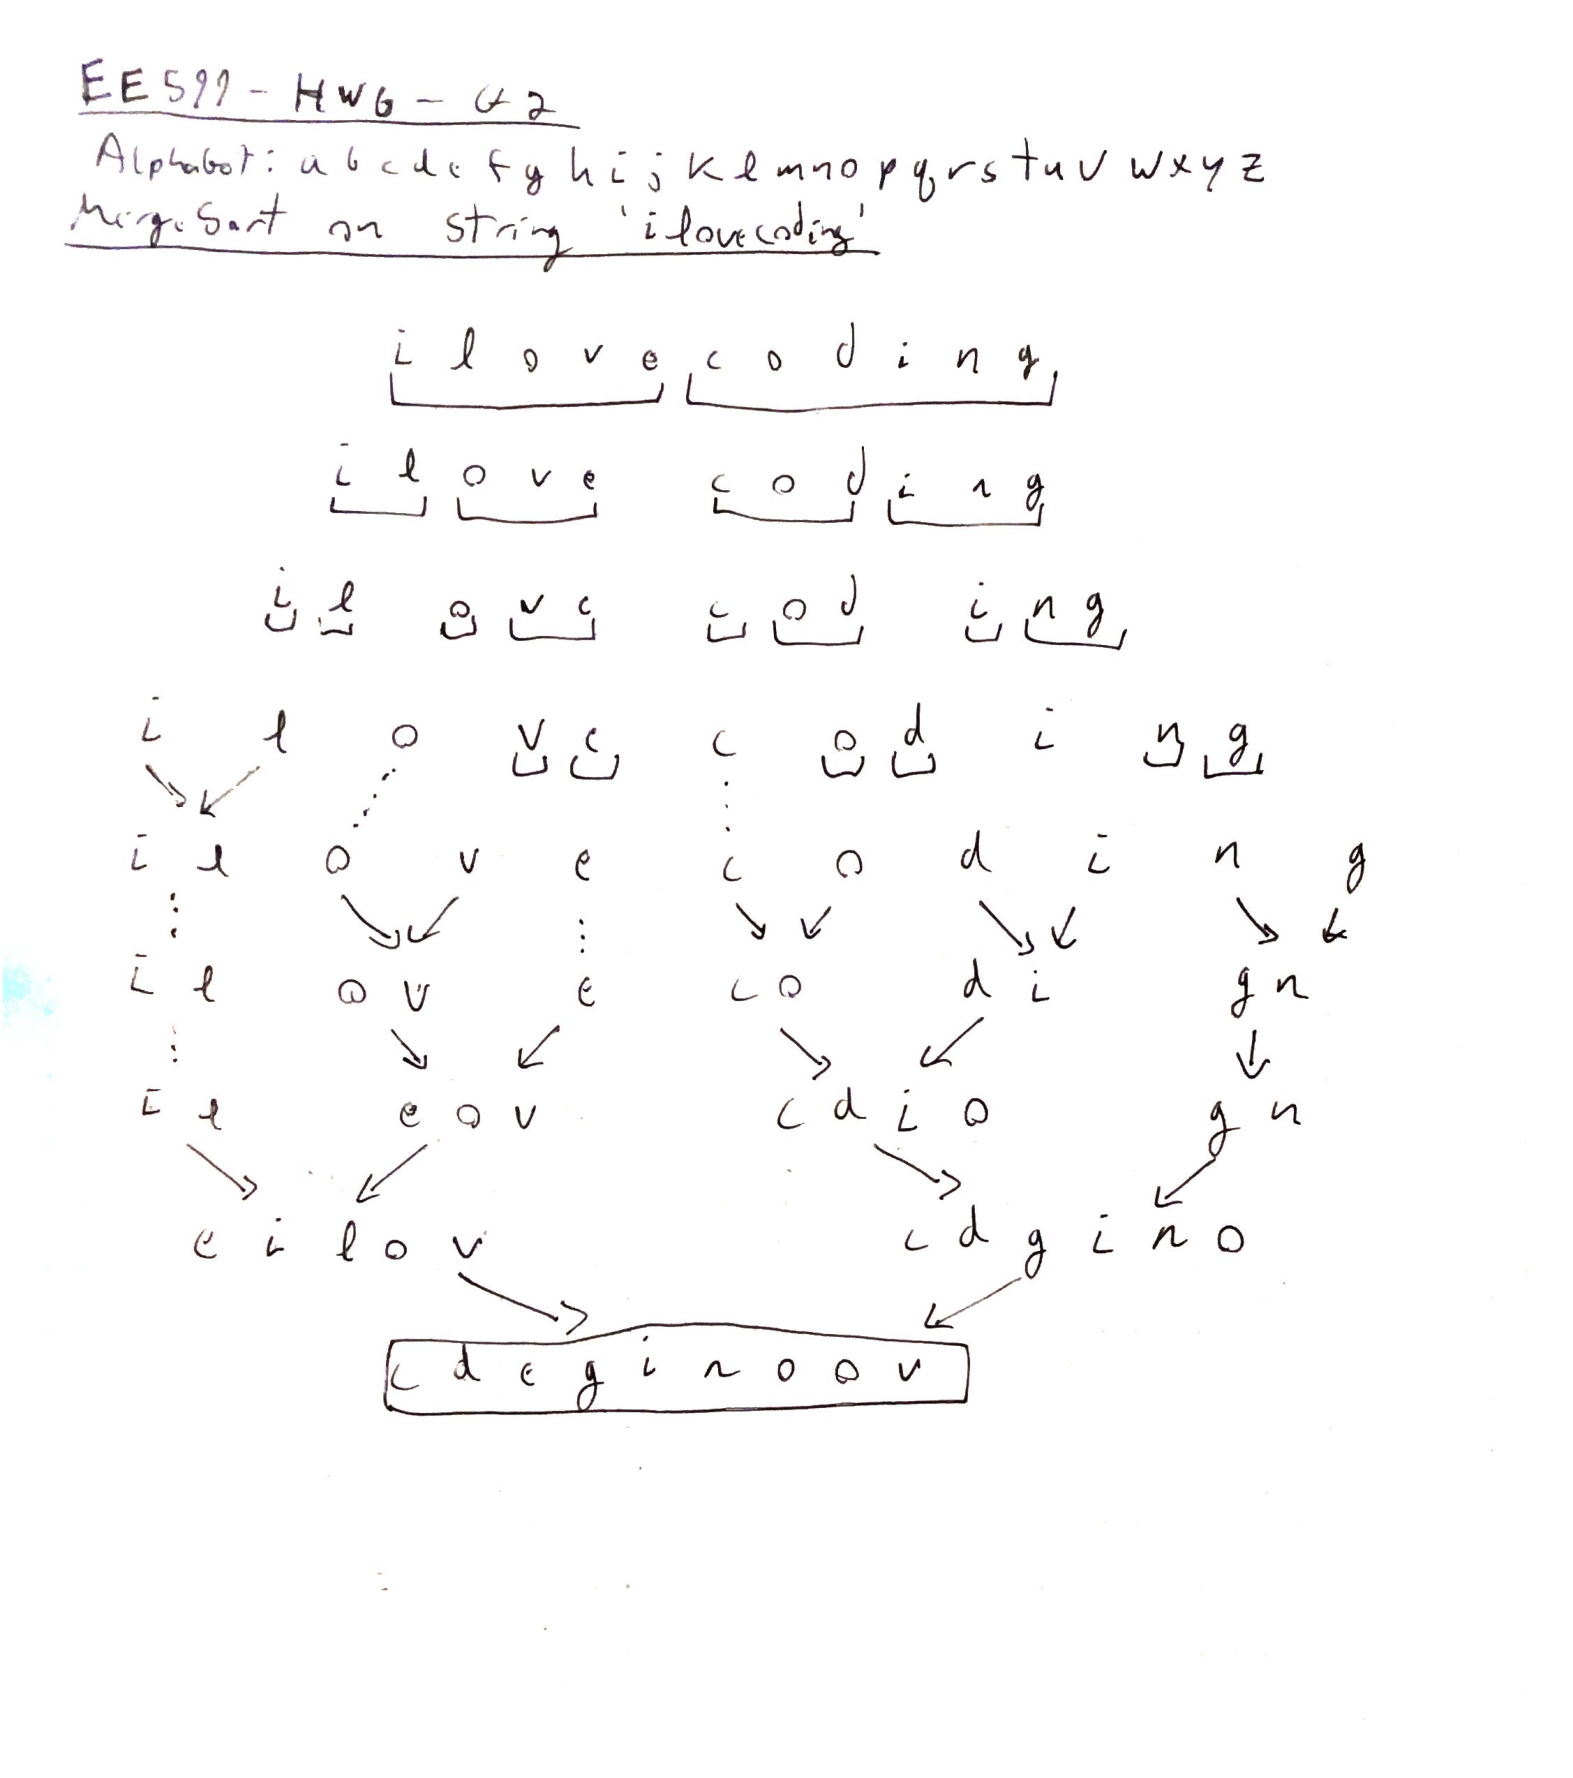 EE599 - HW6 - Q2
Alphabet: a b c d e f g h i j k l m n o p q r s t u v w x y z
MergeSort on string 'ilovecoding'
i l o v e c o d i n g
i l o v e c o d i n g
i l o v e c o d i n g
i l o v e c o d i n g
i l o v e c o d i n g
i l o v e c o d i g n
i l e o v c d i o g n
e i l o v c d g i n o
c d e g i n o o v